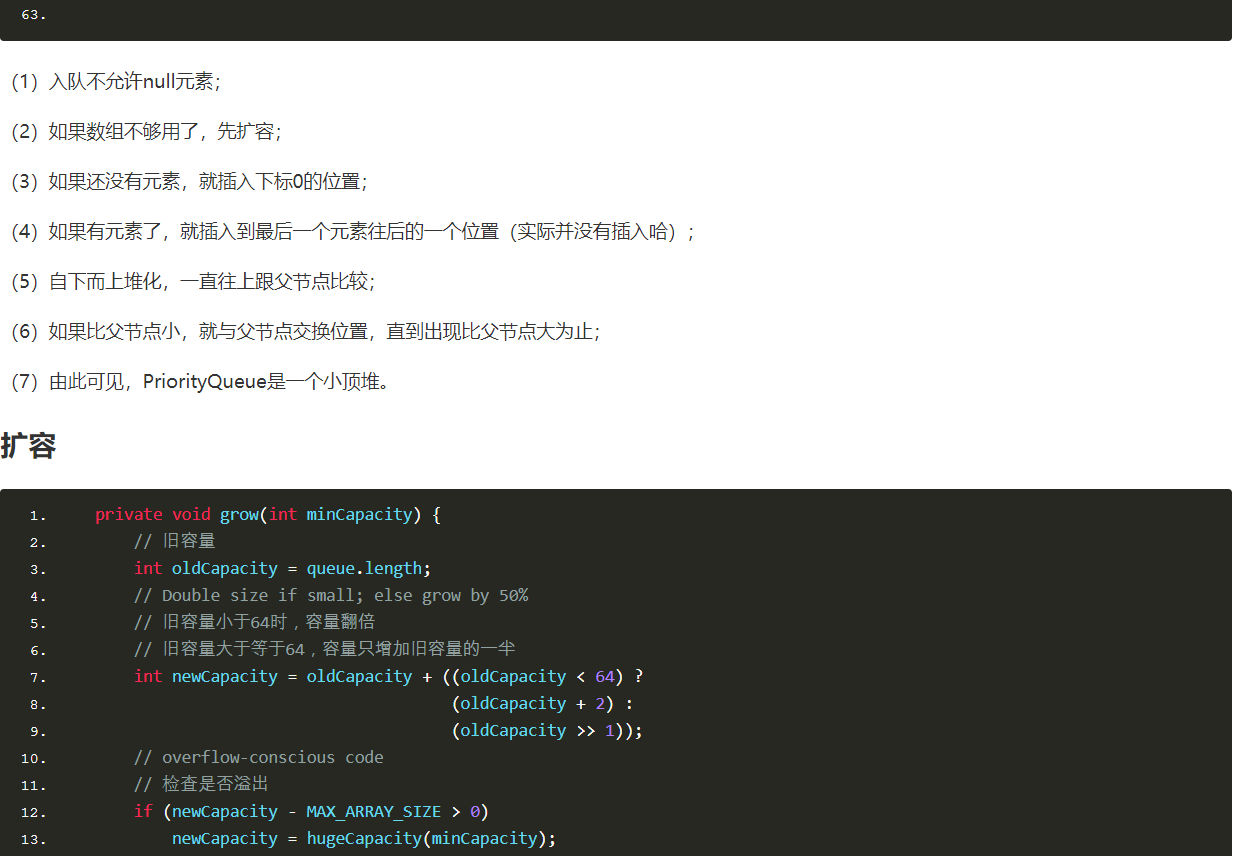 63.
(1）入队不允许null元素；
(2）如果数组不够用了，先扩容；
(3）如果还没有元素，就插入下标0的位置；
(4）如果有元素了，就插入到最后一个元素往后的一个位置（实际并没有插入哈）；
(5）自下而上堆化，一直往上跟父节点比较；
(6）如果比父节点小，就与父节点交换位置，直到出现比父节点大为止；
(7）由此可见，PriorityQueue是一个小顶堆。
扩容
1. private void grow(int minCapacity) {
2. // 旧容量
3. int oldCapacity = queue.length;
4. // Double size if small; else grow by 50%
5. // 旧容量小于64时，容量翻倍
6. // 旧容量大于等于64，容量只增加旧容量的一半
7. int newCapacity = oldCapacity + ((oldCapacity < 64) ?
8. (oldCapacity + 2) :
9. (oldCapacity >> 1));
10. // overflow-conscious code
11. // 检查是否溢出
12. if (newCapacity - MAX_ARRAY_SIZE > 0)
13. newCapacity = hugeCapacity(minCapacity);